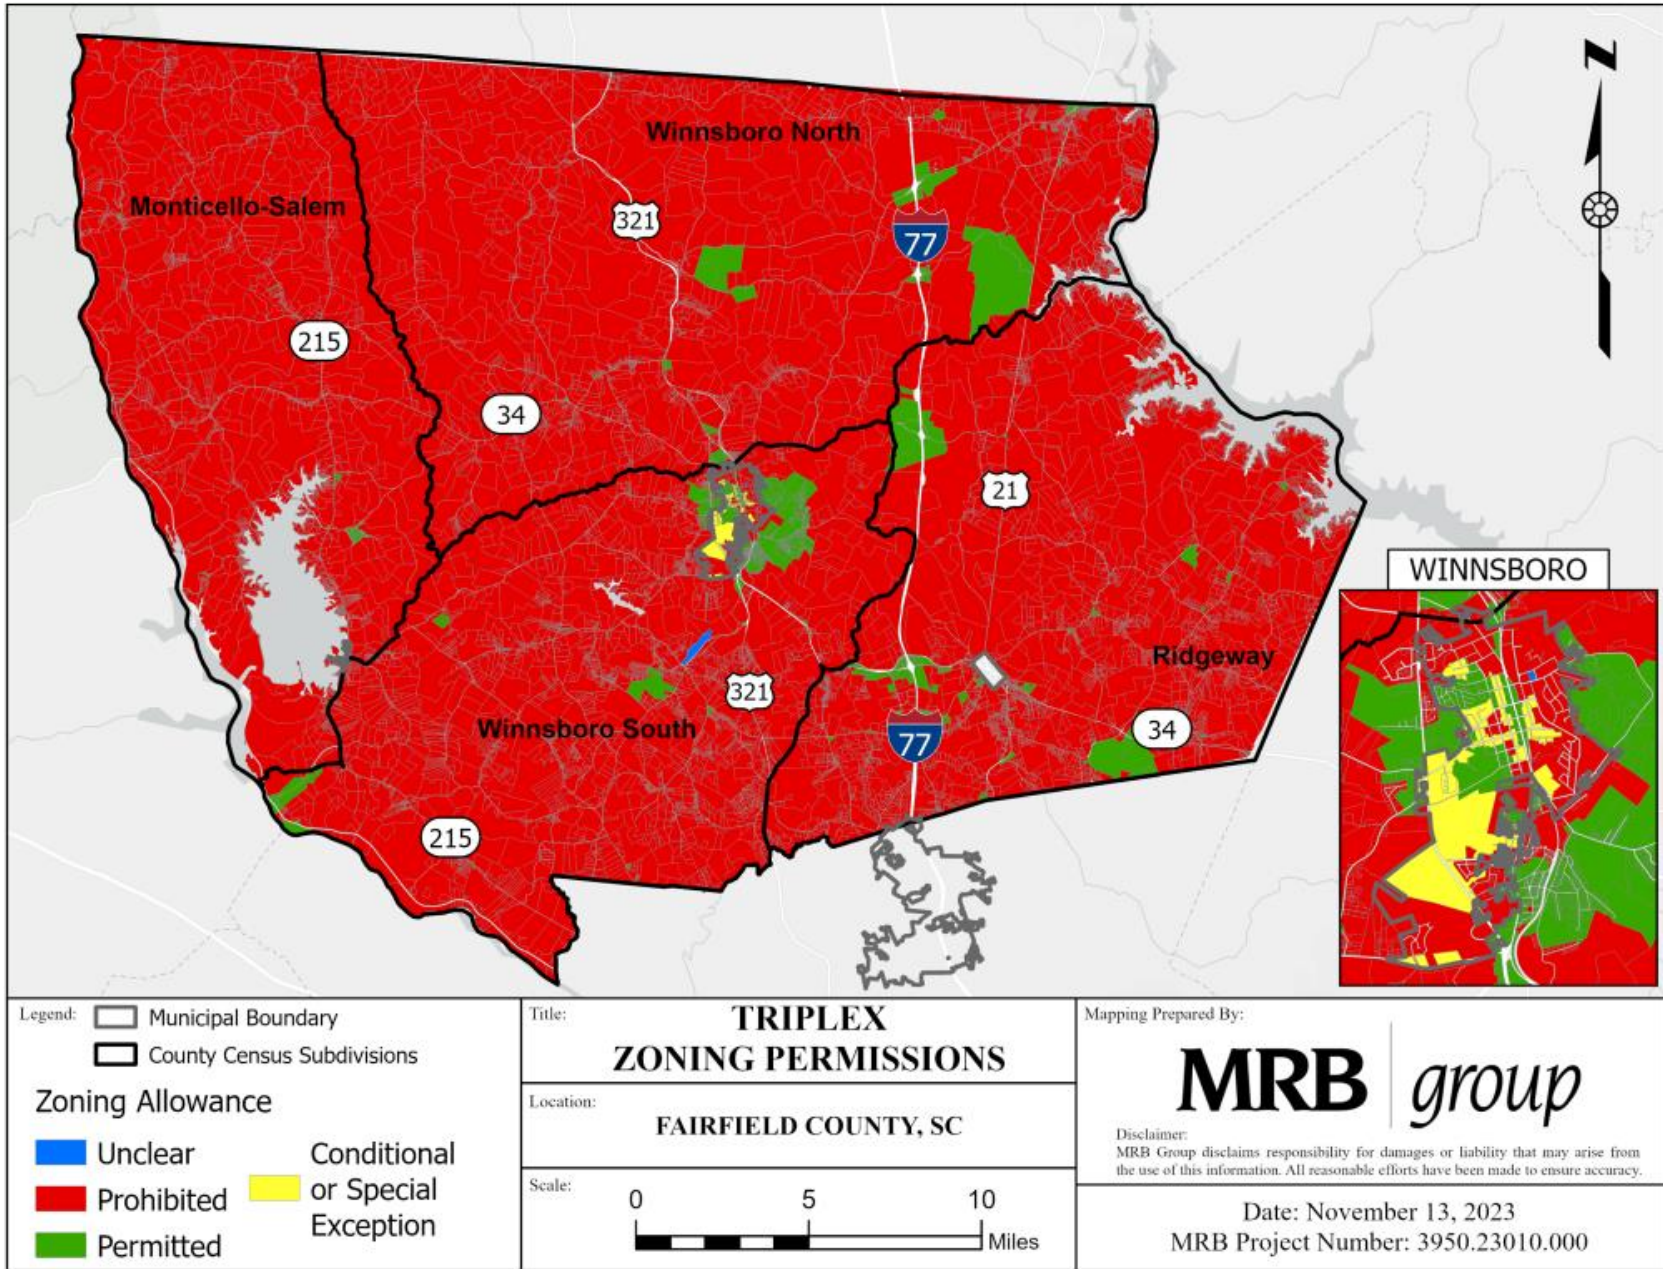 N
Winnsboro North
Monticello-Salem
321
77
215
34
21
WINNSBORO
Ridgeway
321
Winnsboro South
34
77
215
Legend:
Municipal Boundary
County Census Subdivisions
Zoning Allowance
Unclear
Prohibited
Permitted
Conditional
or Special
Exception
Title:
TRIPLEX
ZONING PERMISSIONS
Location:
FAIRFIELD COUNTY, SC
Scale:
0 5 10
Miles
Mapping Prepared By:
MRB group
Disclaimer:
MRB Group disclaims responsibility for damages or liability that may arise from
the use of this information. All reasonable efforts have been made to ensure accuracy.
Date: November 13, 2023
MRB Project Number: 3950.23010.000